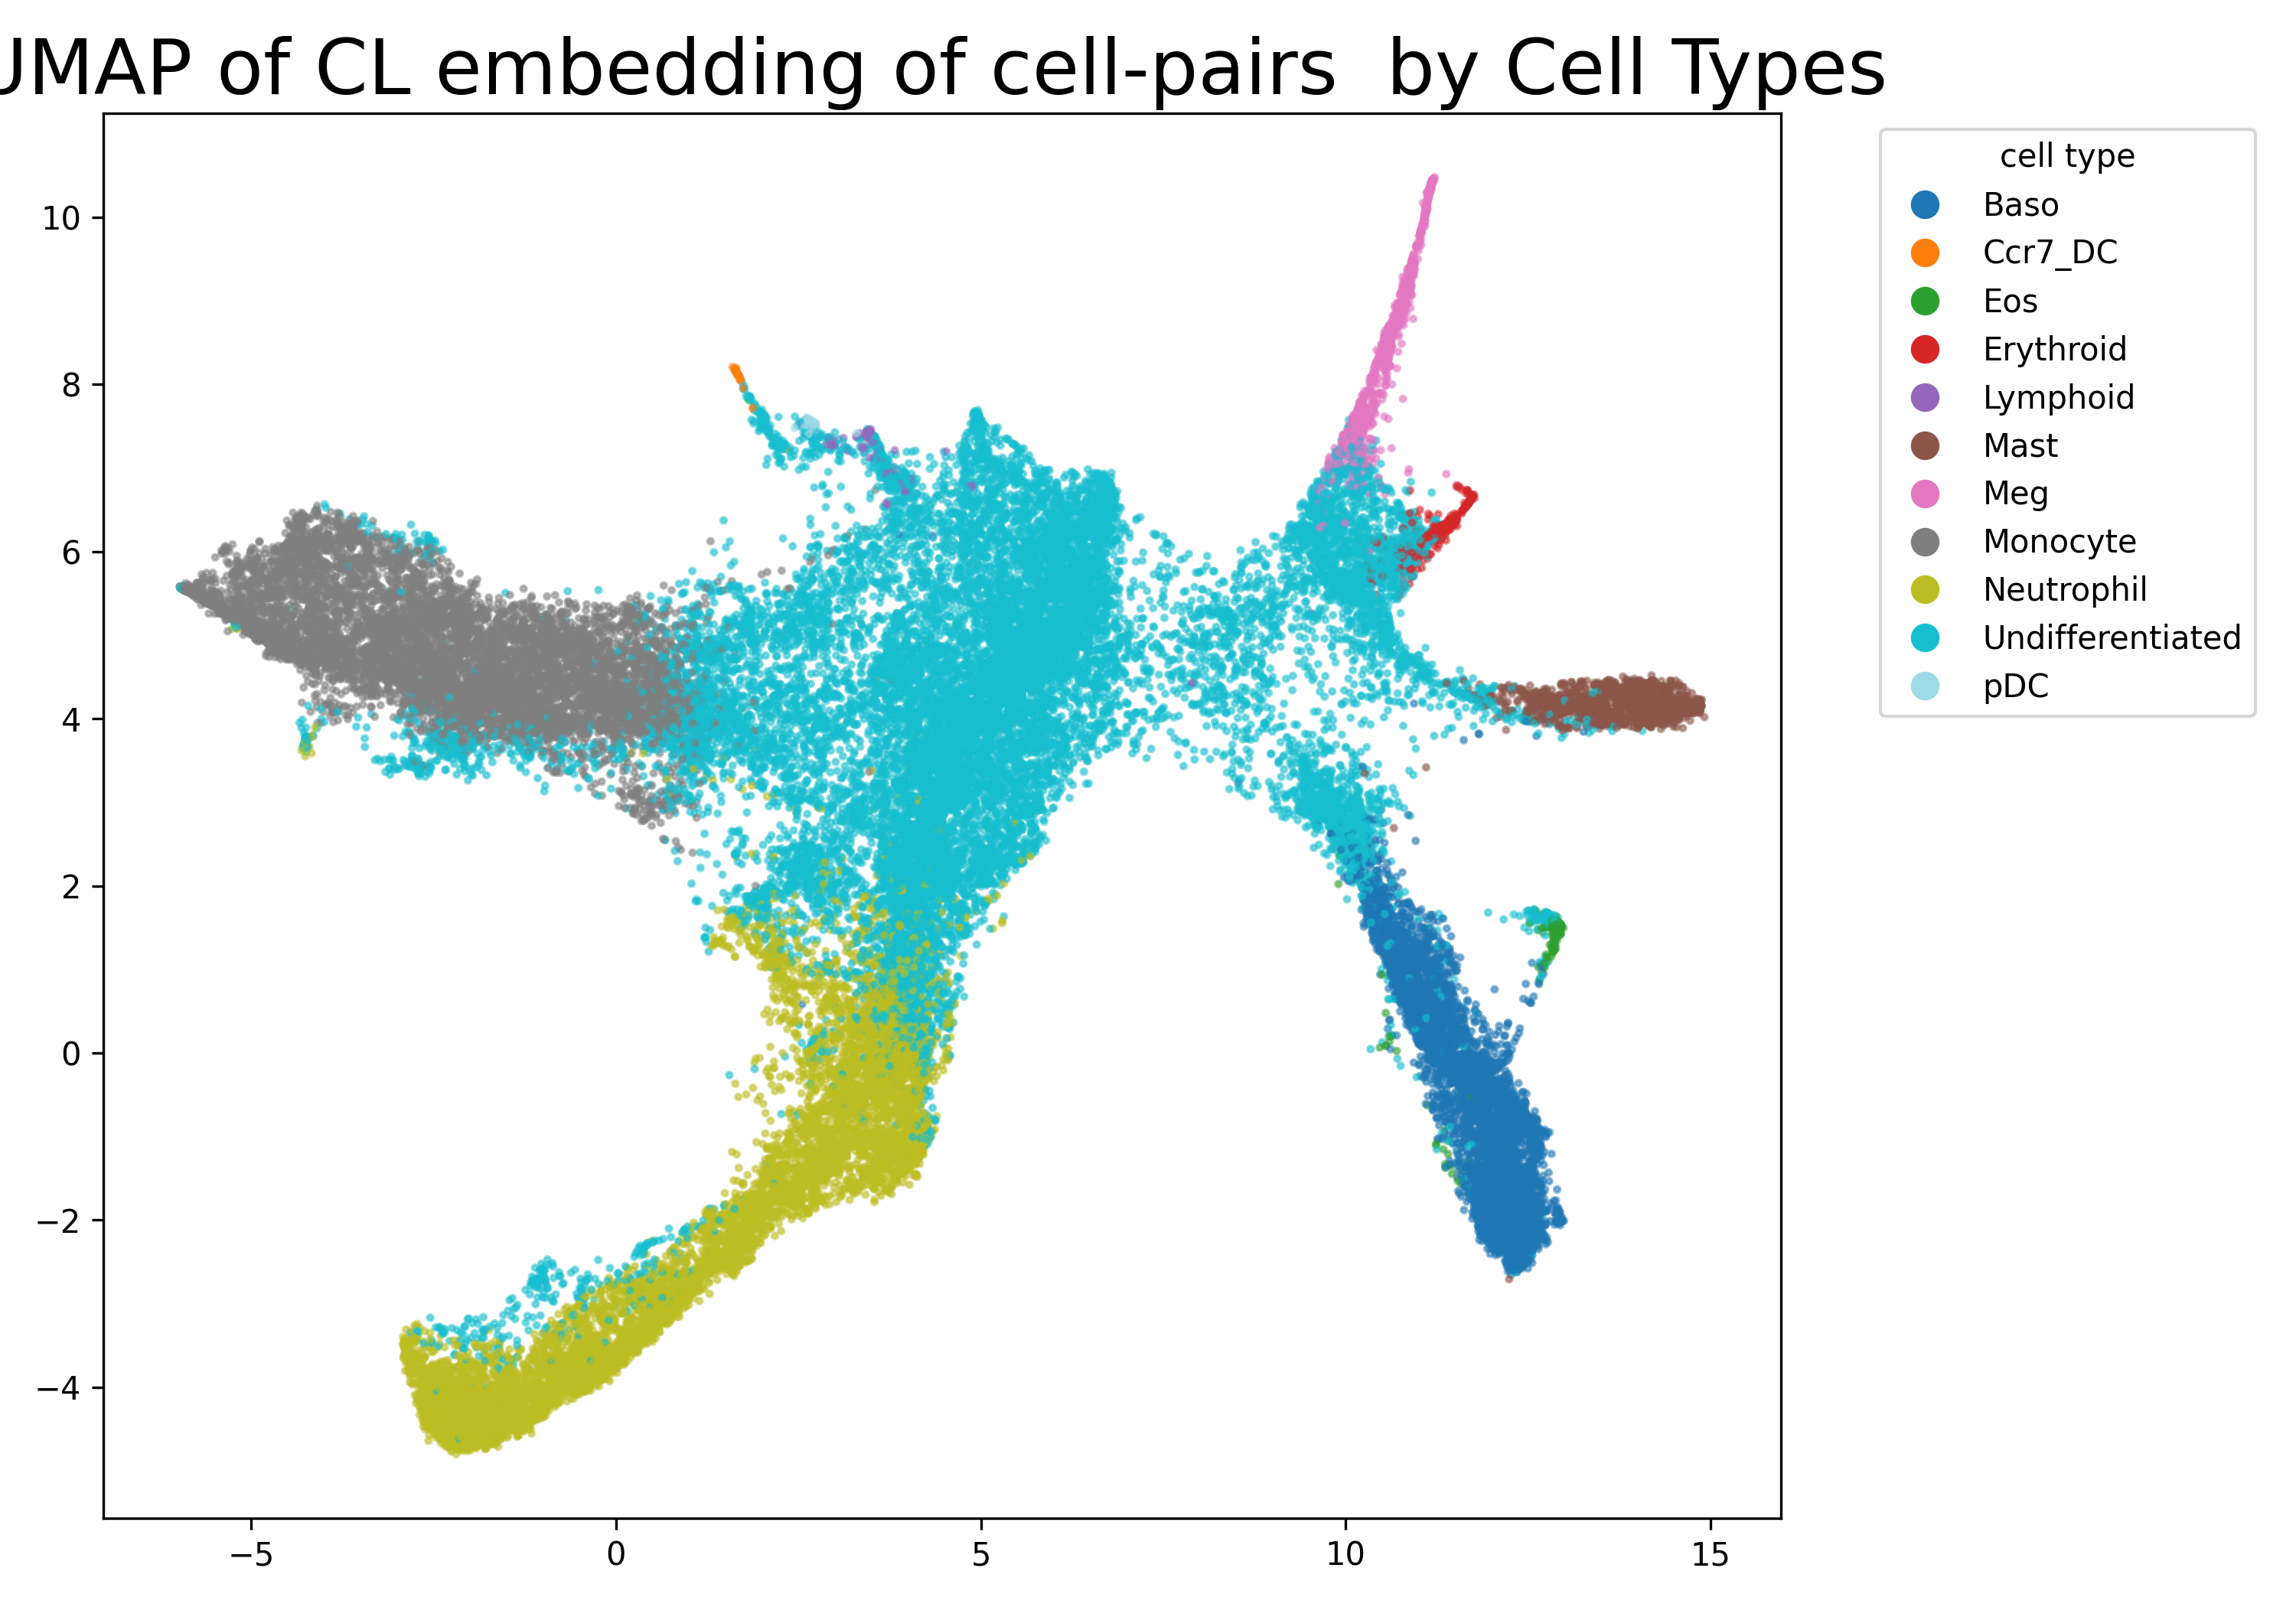 UMAP of CL embedding of cell-pairs  by Cell Types
cell type
Baso
Ccr7_DC
Eos
Erythroid
Lymphoid
Mast
Meg
Monocyte
Neutrophil
Undifferentiated
pDC
10
8
6
4
2
0
−2
−4
−5
0
5
10
15